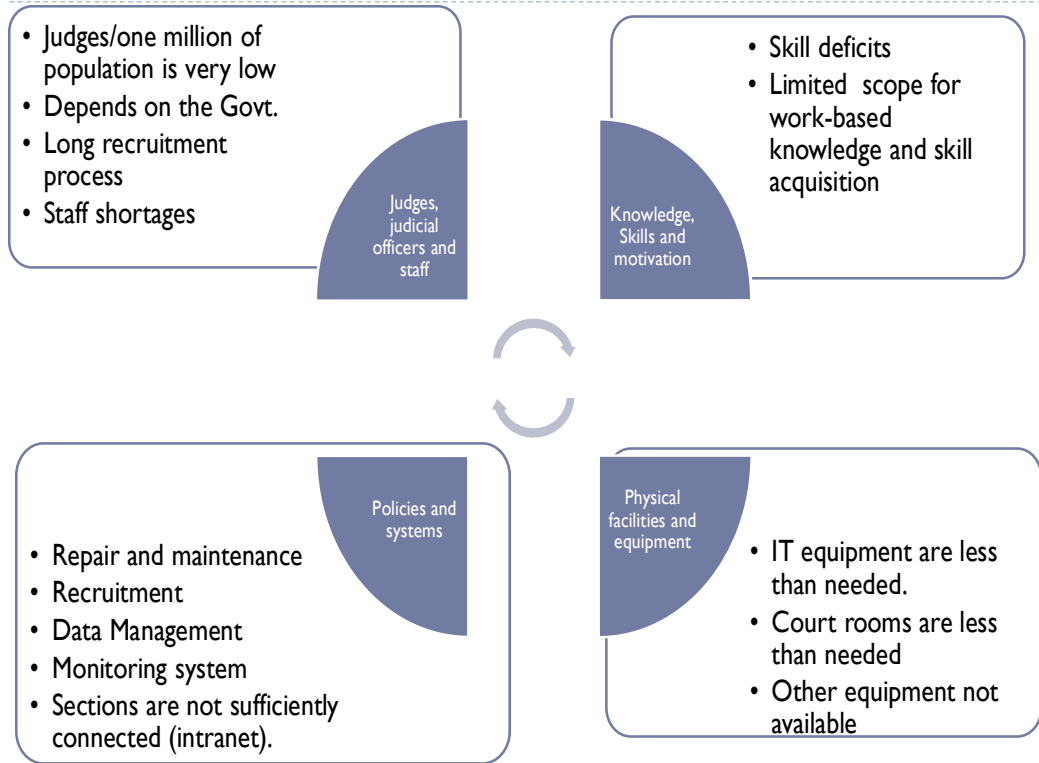 • Judges/one million of
population is very low
• Depends on the Govt.
• Long recruitment
process
• Staff shortages
Judges,
judicial
officers and
staff
• Skill deficits
• Limited scope for
work-based
knowledge and skill
acquisition
Knowledge,
Skills and
motivation
Policies and
systems
• Repair and maintenance
• Recruitment
• Data Management
• Monitoring system
• Sections are not sufficiently
connected (intranet).
Physical
facilities and
equipment
• IT equipment are less
than needed.
• Court rooms are less
than needed
• Other equipment not
available